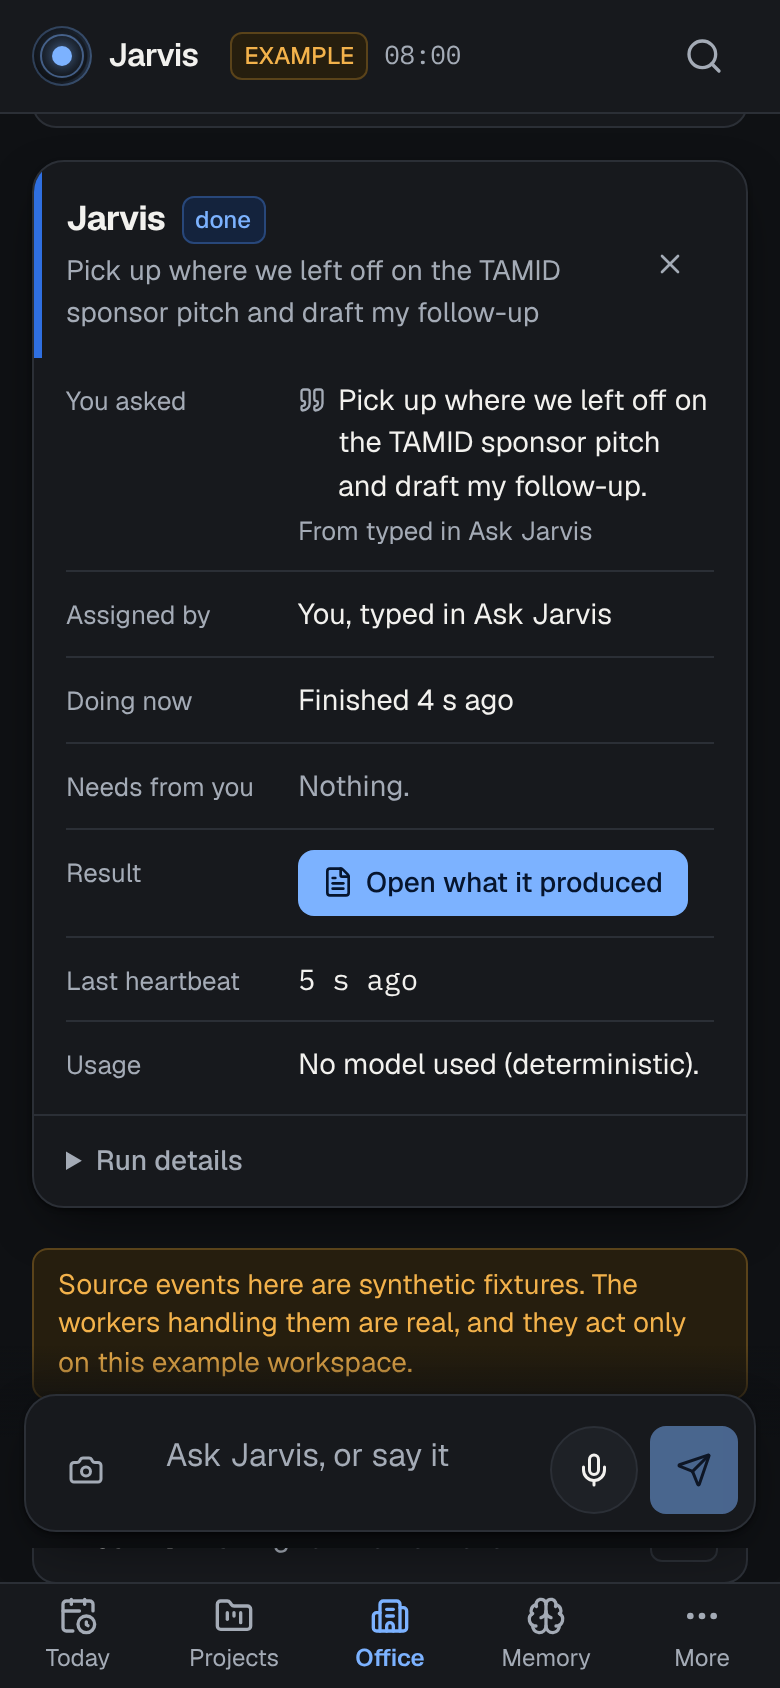 Jarvis EXAMPLE 08:00
Jarvis done
Pick up where we left off on the TAMID
sponsor pitch and draft my follow-up
You asked
Pick up where we left off on
the TAMID sponsor pitch
and draft my follow-up.
From typed in Ask Jarvis
Assigned by
You, typed in Ask Jarvis
Doing now
Finished 4 s ago
Needs from you
Nothing.
Result
Open what it produced
Last heartbeat
5 s ago
Usage
No model used (deterministic).
Run details
Source events here are synthetic fixtures. The
workers handling them are real, and they act only
on this example workspace.
Ask Jarvis, or say it
Today
Projects
Office
Memory
More